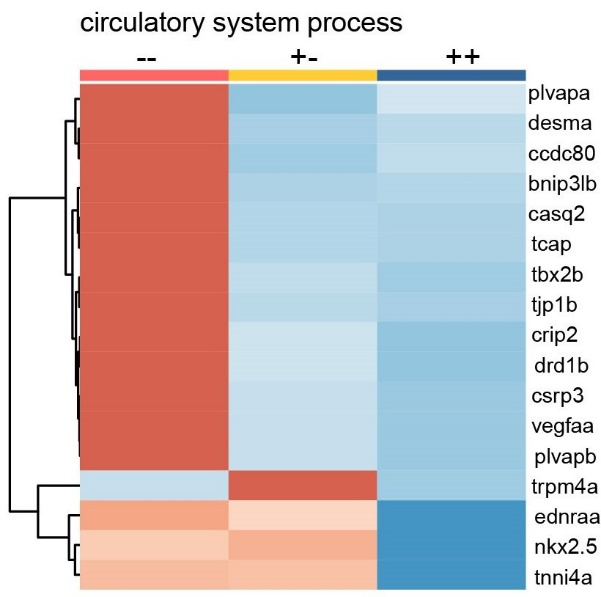 circulatory system process
-- +- ++
plvapa
desma
ccdc80
bnip3lb
casq2
tcap
tbx2b
tjp1b
crip2
drd1b
csrp3
vegfaa
plvapb
trpm4a
ednraa
nkx2.5
tnni4a